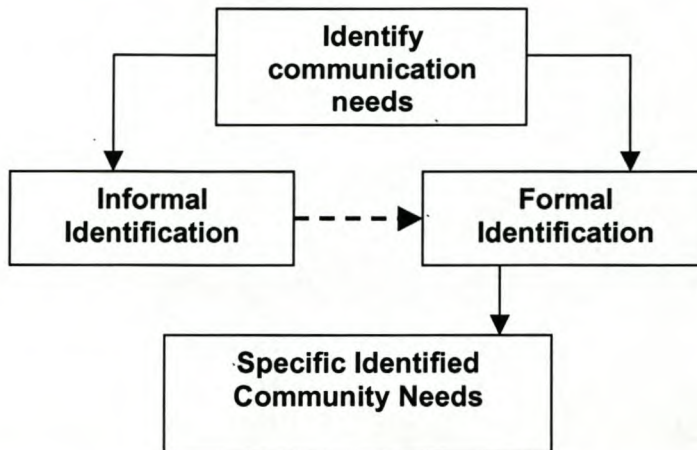 Identify
communication
needs
Informal
Identification
Formal
Identification
Specific Identified
Community Needs